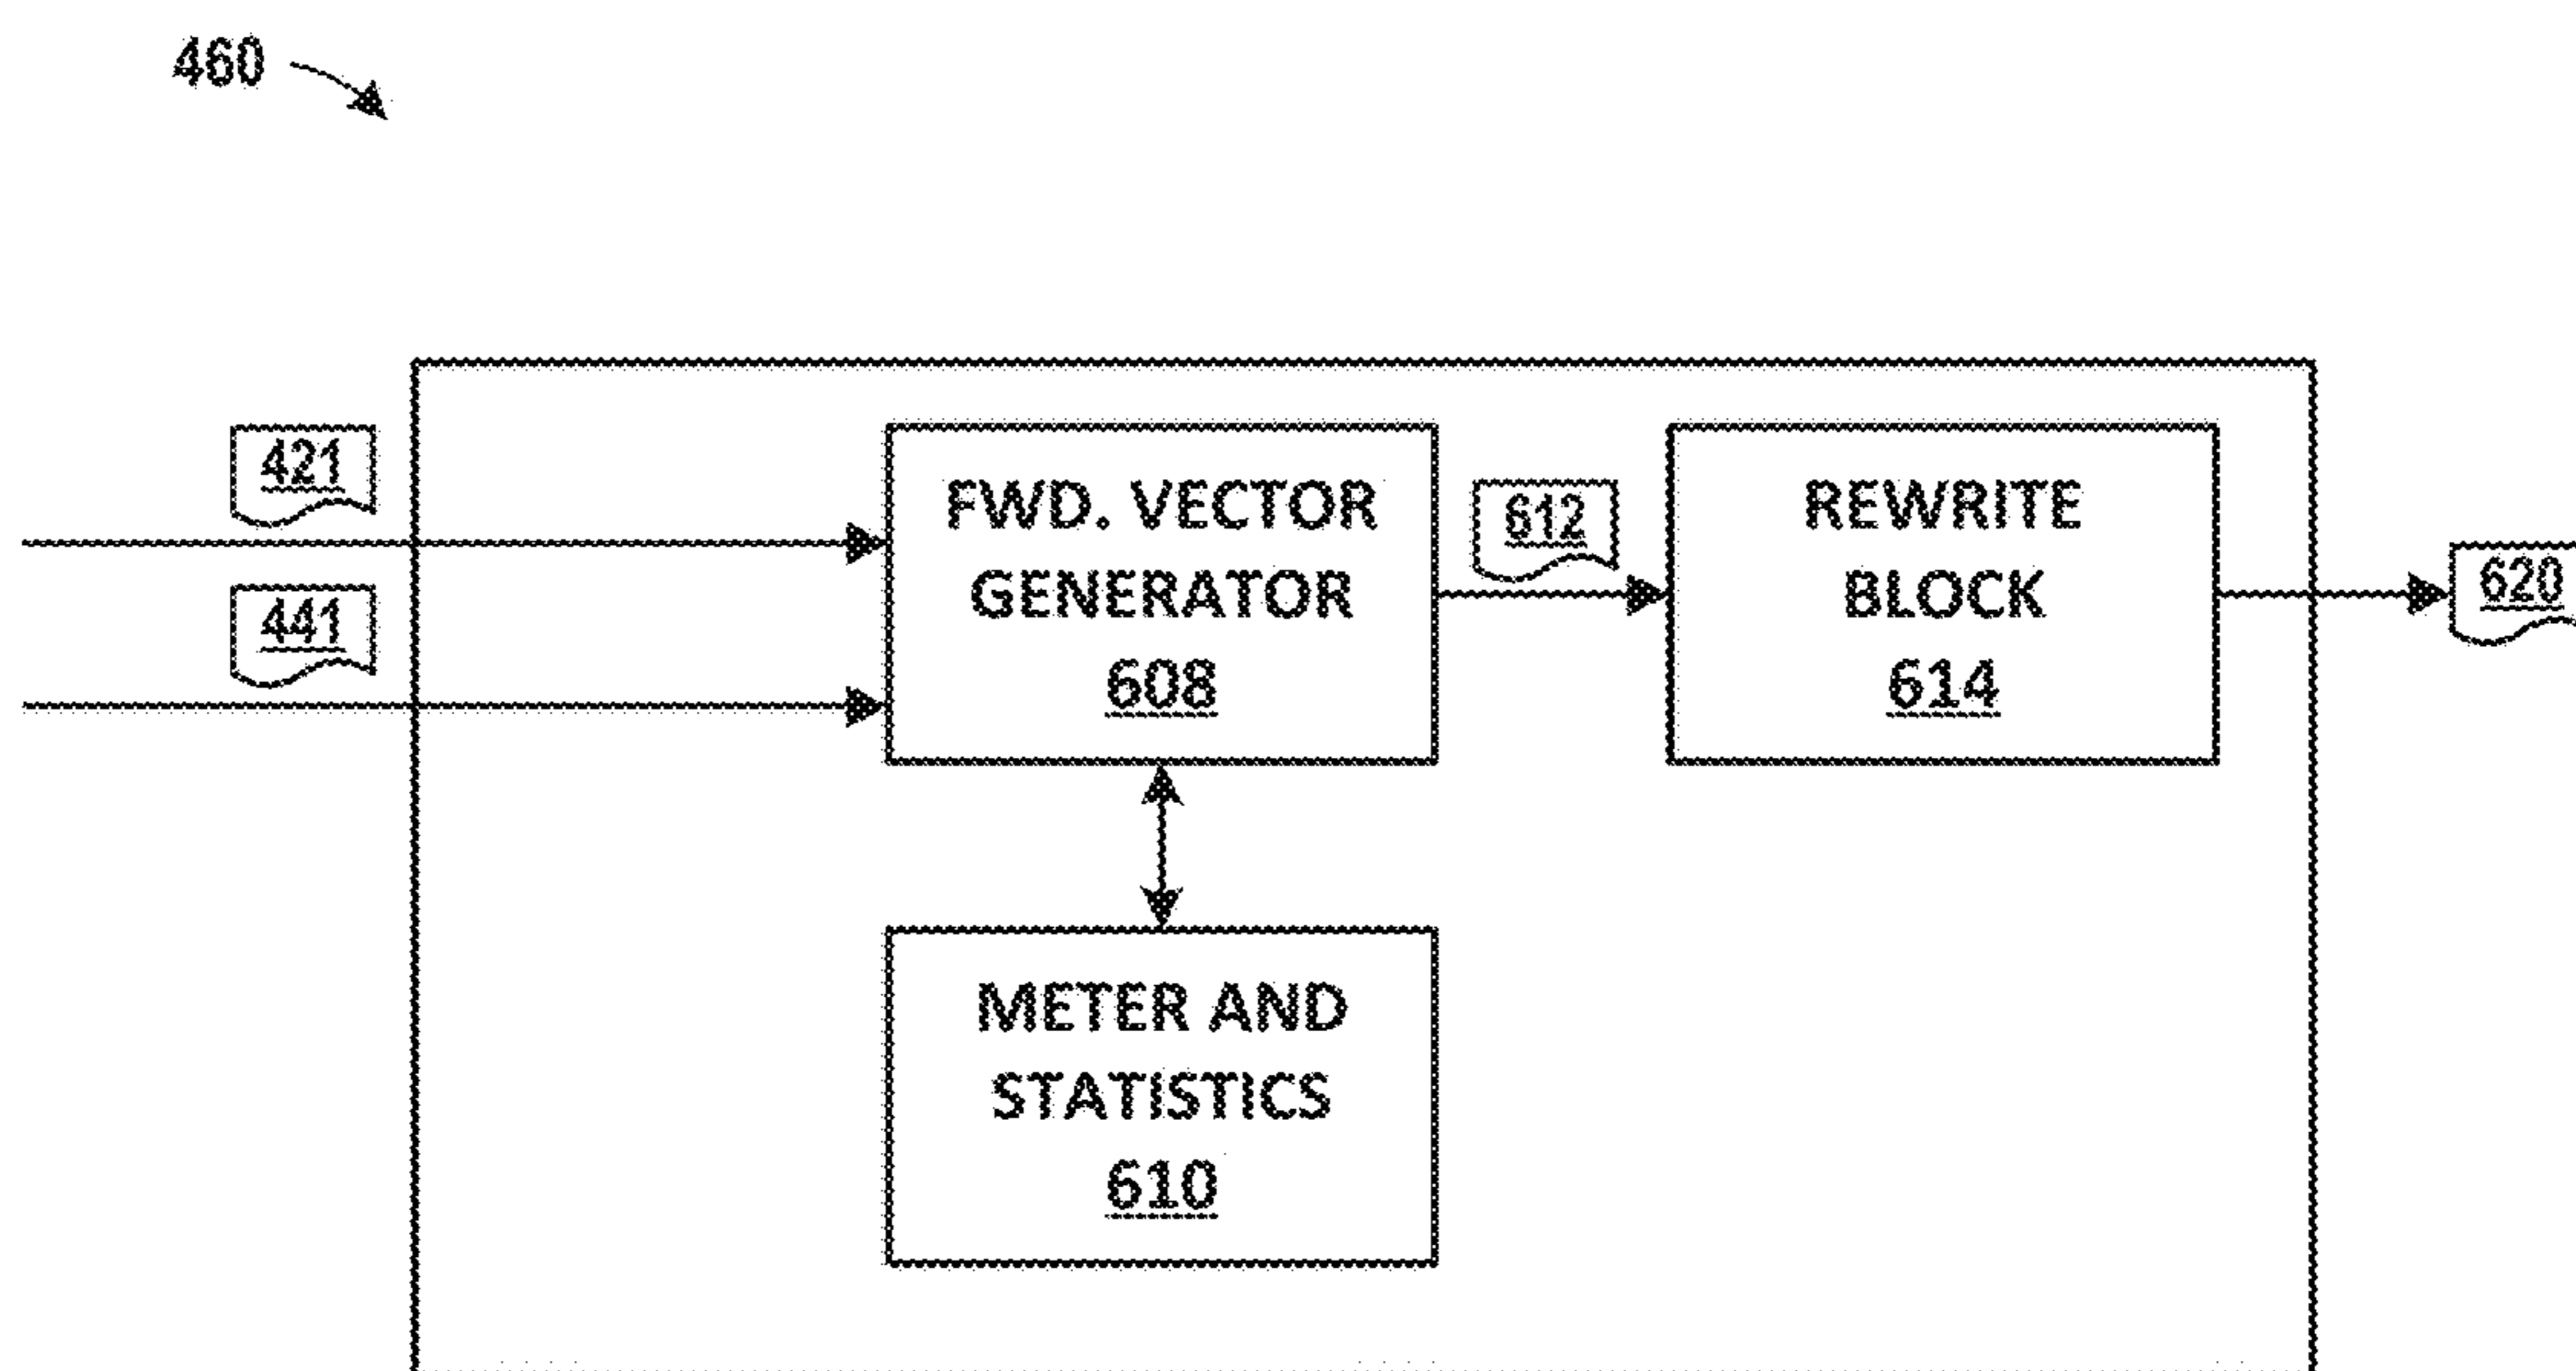 460
421
441
FWD. VECTOR
GENERATOR
608
612
REWRITE
BLOCK
614
620
METER AND
STATISTICS
610